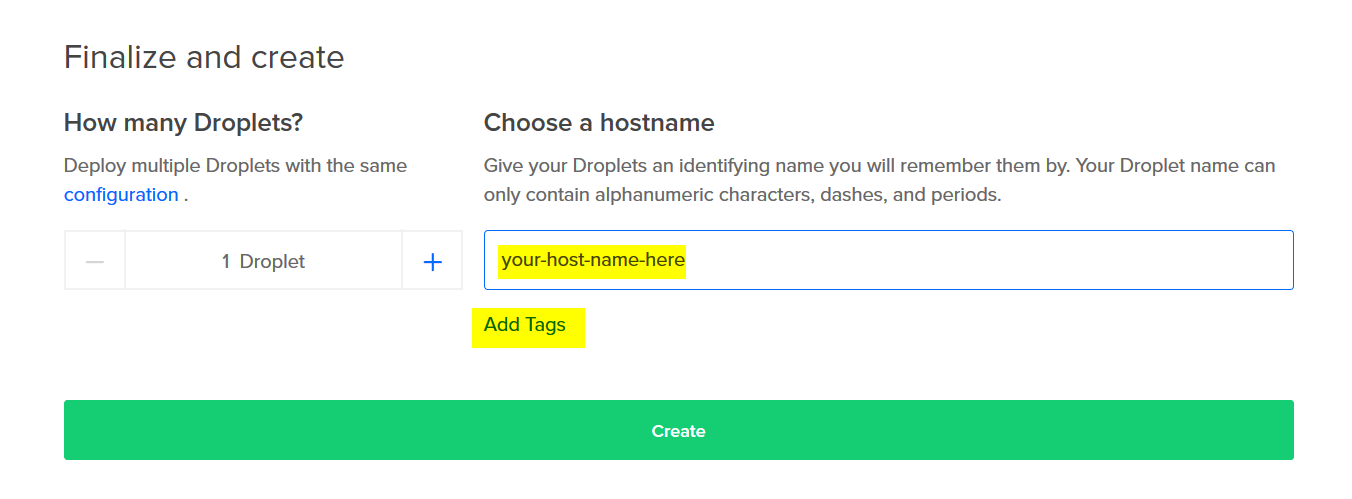 Finalize and create
How many Droplets?
Deploy multiple Droplets with the same
configuration .
1 Droplet
Choose a hostname
Give your Droplets an identifying name you will remember them by. Your Droplet name can
only contain alphanumeric characters, dashes, and periods.
your-host-name-here
Add Tags
Create